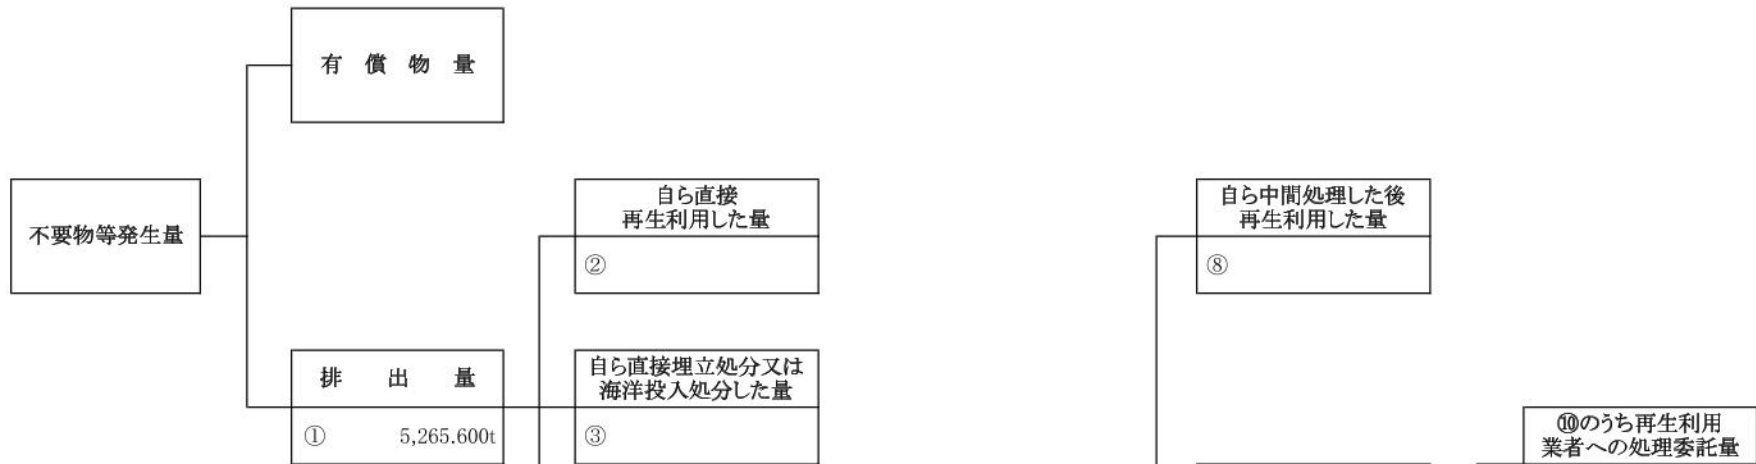 有償物量
不要物等発生量
自ら直接
再生利用した量
②
自ら中間処理した後
再生利用した量
⑧
排出量
① 5,265.600t
自ら直接埋立処分又は
海洋投入処分した量
③
⑩のうち再生利用
業者への処理委託量